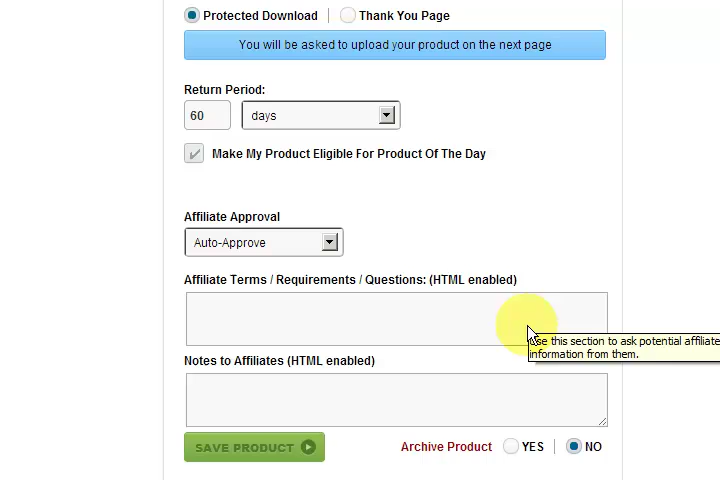 Protected Download | Thank You Page
You will be asked to upload your product on the next page
Return Period:
60 days
Make My Product Eligible For Product Of The Day
Affiliate Approval
Auto-Approve
Affiliate Terms / Requirements / Questions: (HTML enabled)
se this section to ask potential affiliate
information from them.
Notes to Affiliates (HTML enabled)
SAVE PRODUCT
Archive Product YES | NO